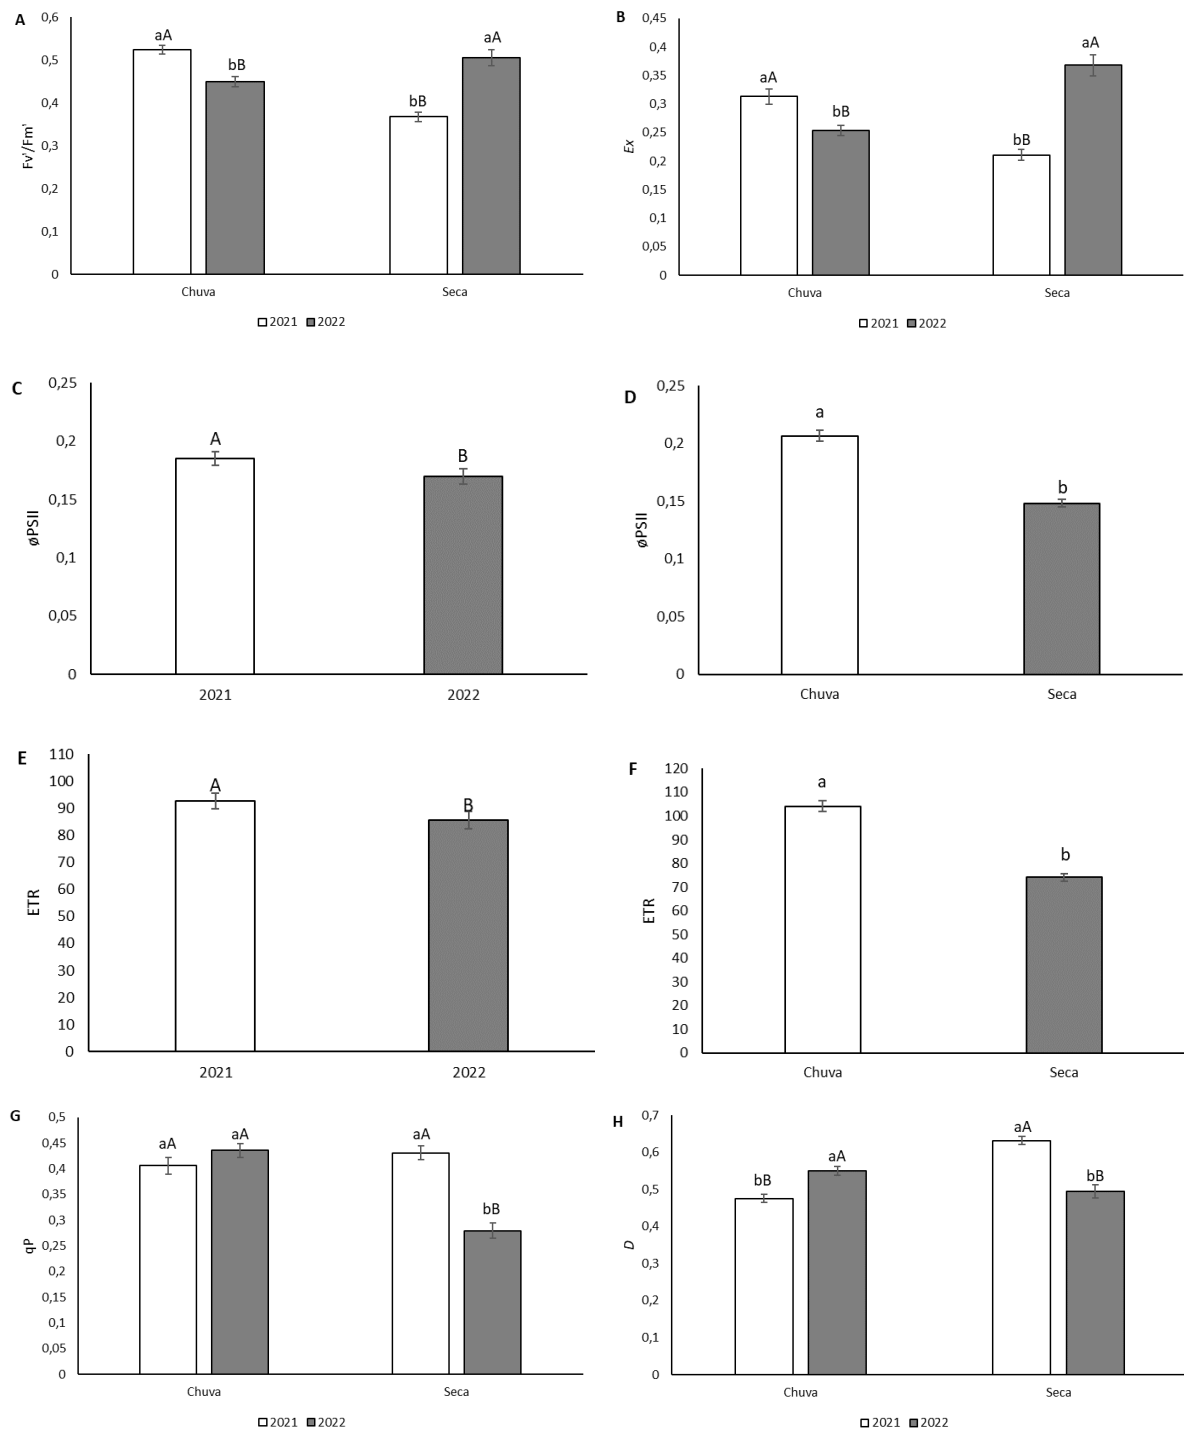 A
Fv'/Fm'
0,6
0,5
0,4
0,3
0,2
0,1
0
aA
bB
bB
aA
Chuva
Seca
2021
2022
B
Ex
0,45
0,4
0,35
0,3
0,25
0,2
0,15
0,1
0,05
0
aA
bB
bB
aA
Chuva
Seca
2021
2022
C
øPSII
0,25
0,2
0,15
0,1
0,05
0
A
B
2021
2022
D
øPSII
0,25
0,2
0,15
0,1
0,05
0
a
b
Chuva
Seca
E
ETR
110
100
90
80
70
60
50
40
30
20
10
0
A
B
2021
2022
F
ETR
120
110
100
90
80
70
60
50
40
30
20
10
0
a
b
Chuva
Seca
G
qP
0,5
0,45
0,4
0,35
0,3
0,25
0,2
0,15
0,1
0,05
0
aA
aA
aA
bB
Chuva
Seca
2021
2022
H
D
0,7
0,6
0,5
0,4
0,3
0,2
0,1
0
bB
aA
aA
bB
Chuva
Seca
2021
2022